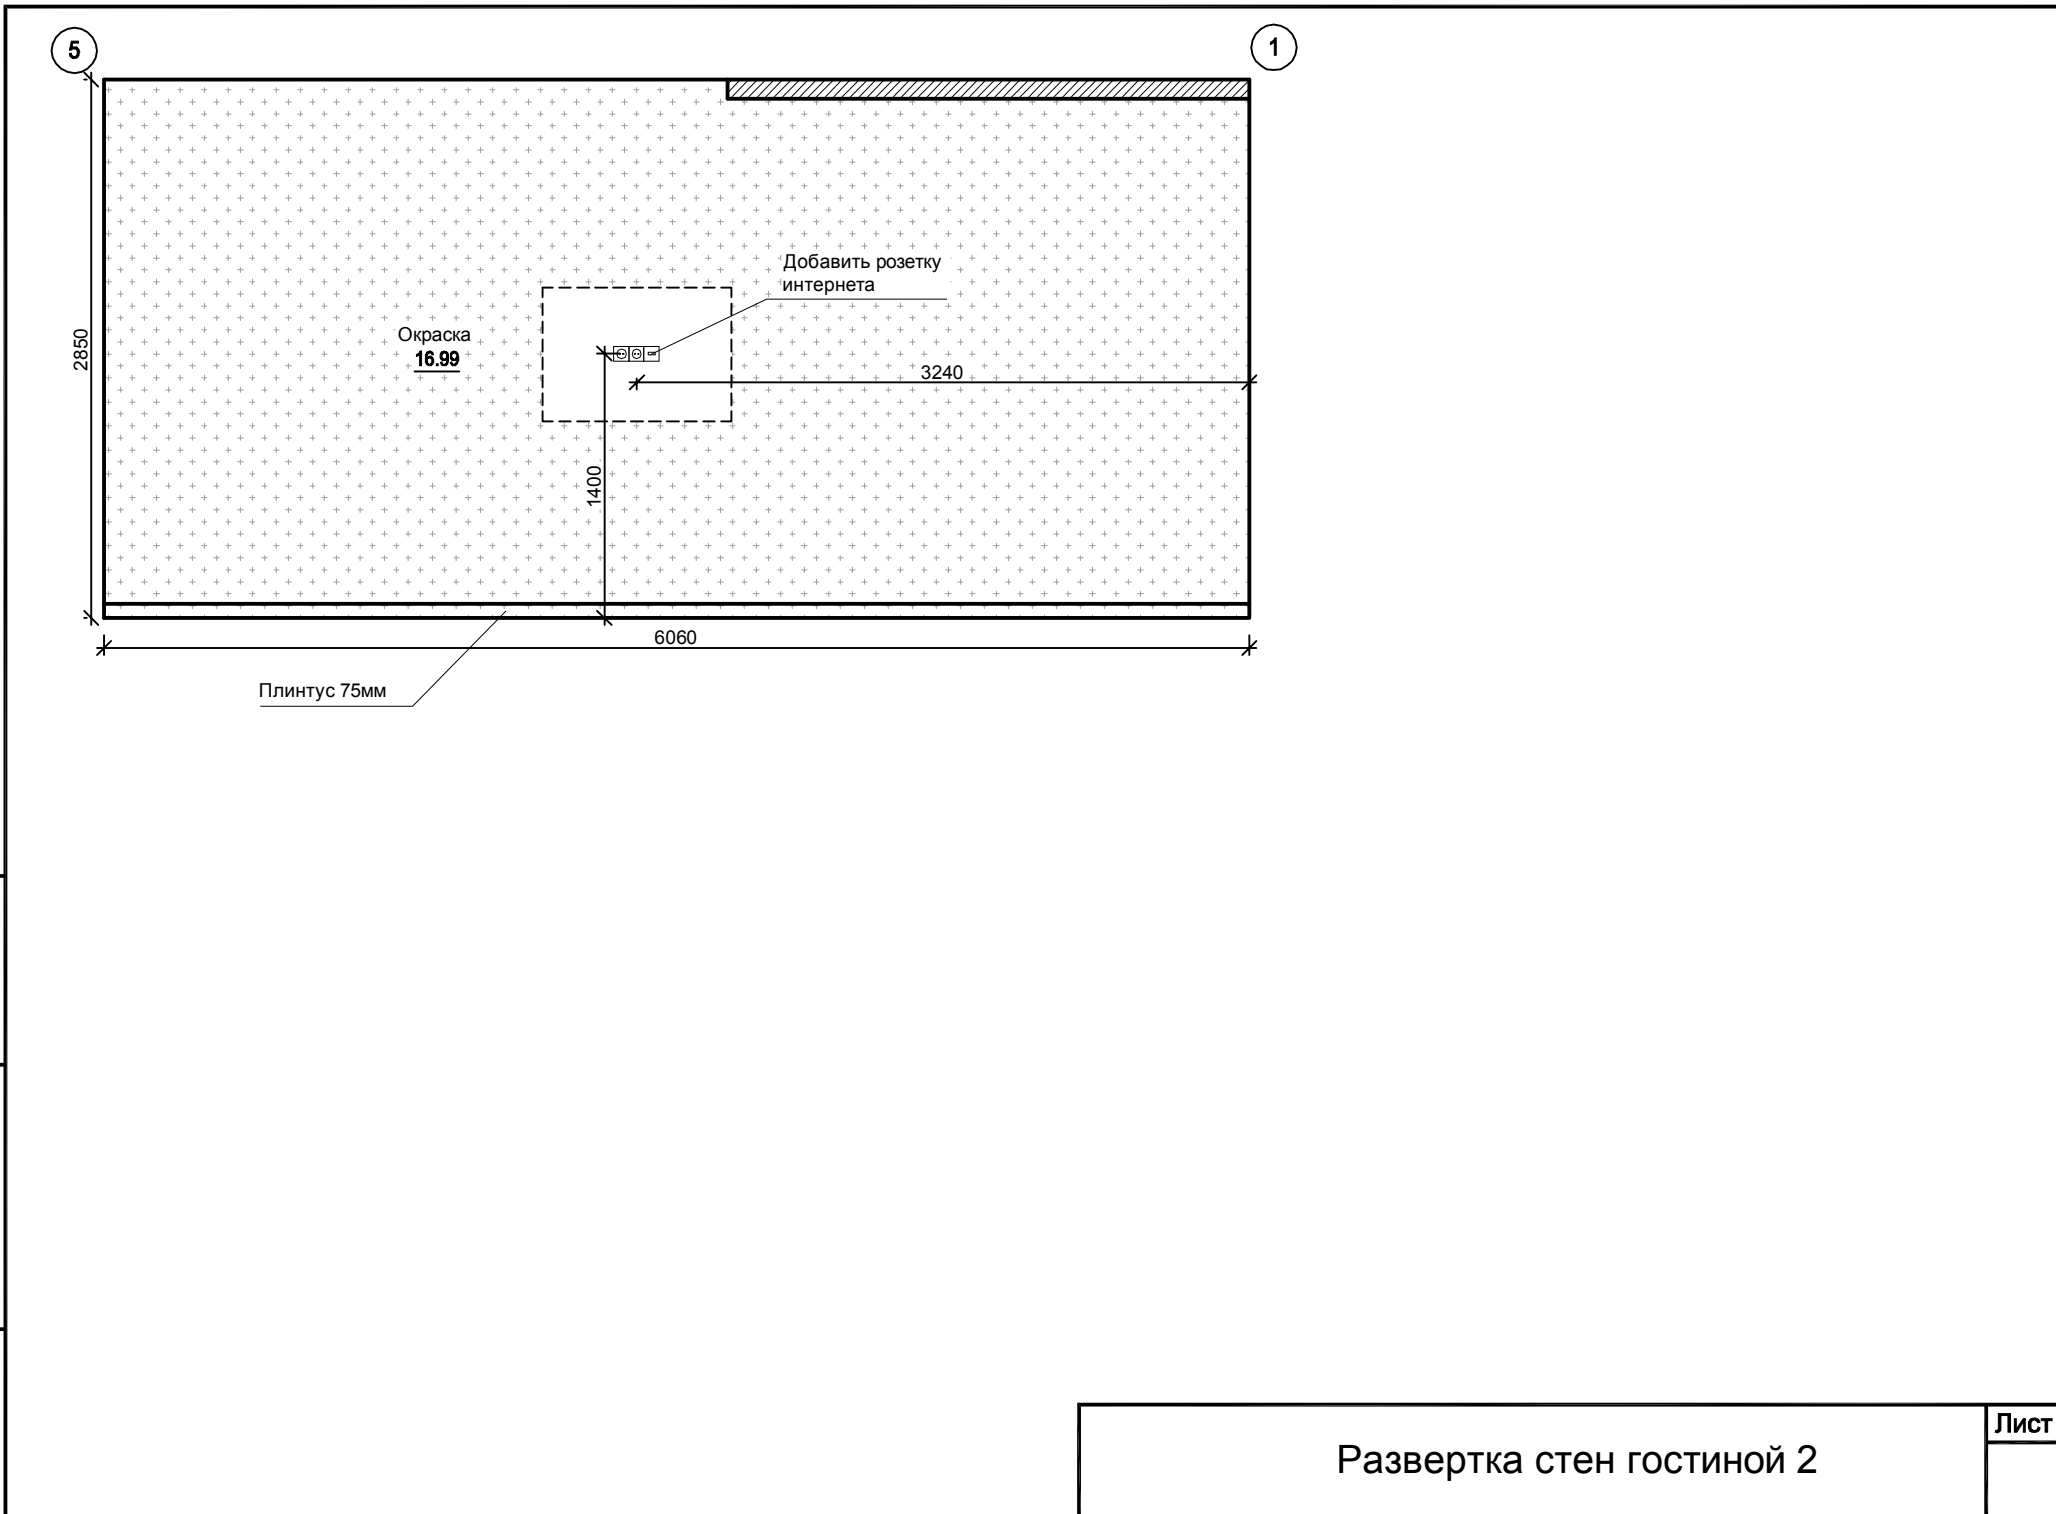 5
1
Добавить розетку
интернета
Окраска
16.99
2850
3240
1400
6060
Плинтус 75мм
Развертка стен гостиной 2
Лист